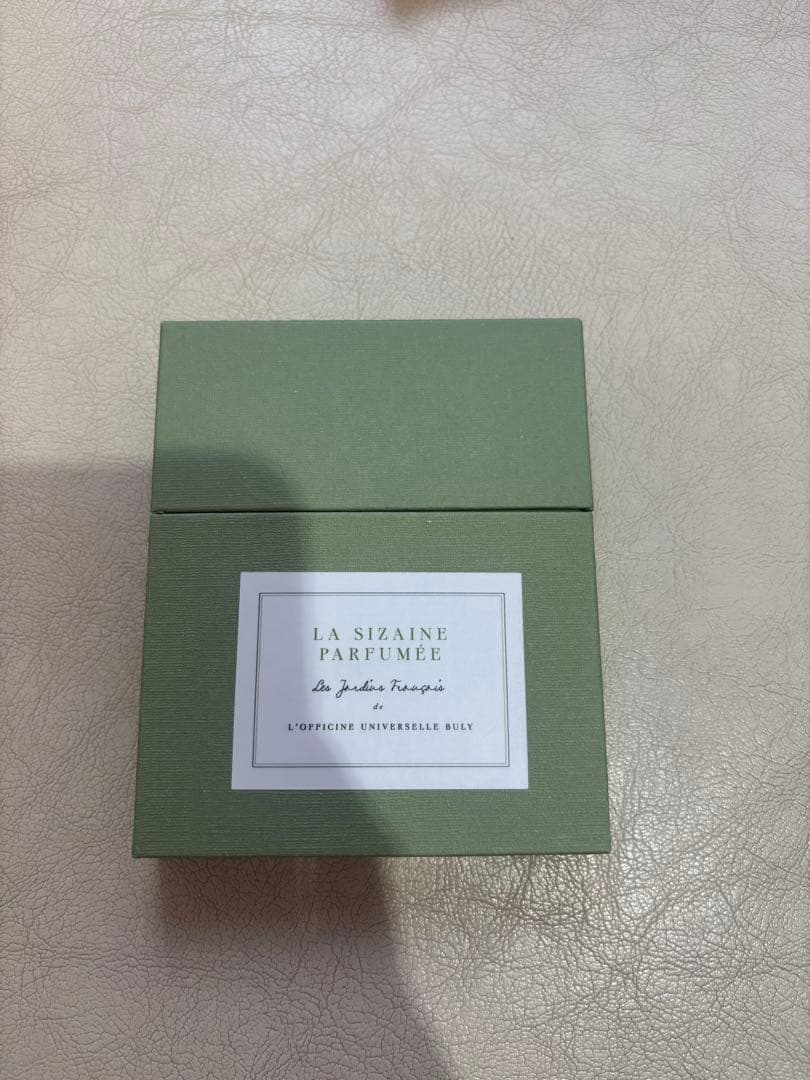 LA SIZAINE
PARFUMÉE
Les Jardins Français
de
L'OFFICINE UNIVERSELLE BULY